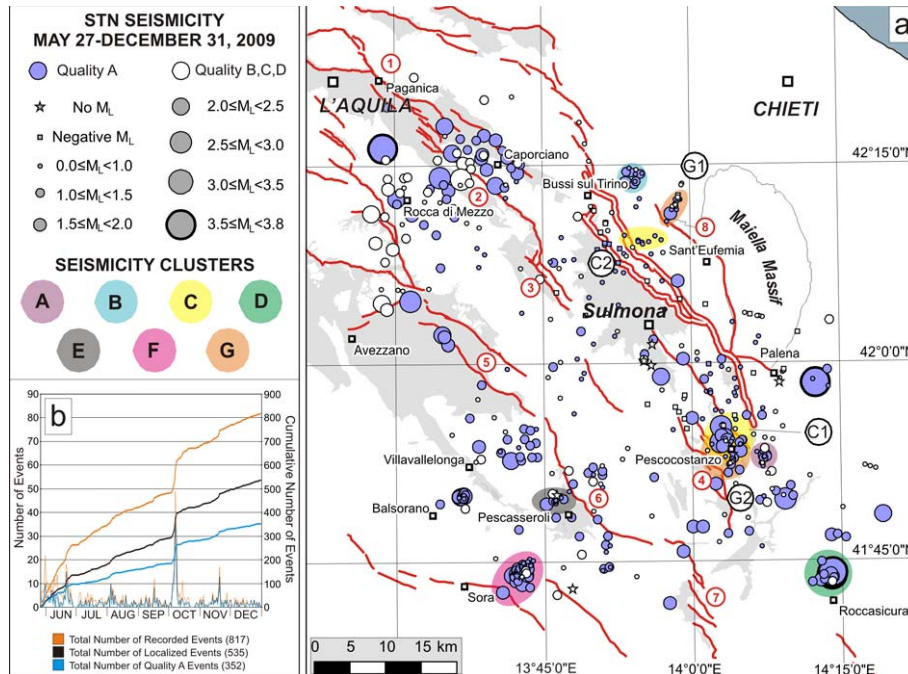 STN SEISMICITY
MAY 27-DECEMBER 31, 2009
Quality A
Quality B,C,D
No ML
2.0≤ML<2.5
Negative ML
2.5≤ML<3.0
0.0≤ML<1.0
1.0≤ML<1.5
3.0≤ML<3.5
1.5≤ML<2.0
3.5≤ML<3.8
SEISMICITY CLUSTERS
A
B
C
D
E
F
G
b
Number of Events
90
80
70
60
50
40
30
20
10
0
Cumulative Number of Events
900
800
700
600
500
400
300
200
100
0
JUN
JUL
AUG
SEP
OCT
NOV
DEC
Total Number of Recorded Events (817)
Total Number of Localized Events (535)
Total Number of Quality A Events (352)
a
1
Paganica
L'AQUILA
CHIETI
Caporciano
G1
42°15'0"N
Bussi sul Tirino
2
Rocca di Mezzo
8
Maiella Massif
Sant'Eufemia
C2
3
Sulmona
Avezzano
42°0'0"N
Palena
5
C1
Villavallelonga
Pescocostanzo
4
6
G2
Balsorano
Pescasseroli
41°45'0"N
Sora
7
Roccasicura
0
5
10
15 km
13°45'0"E
14°0'0"E
14°15'0"E